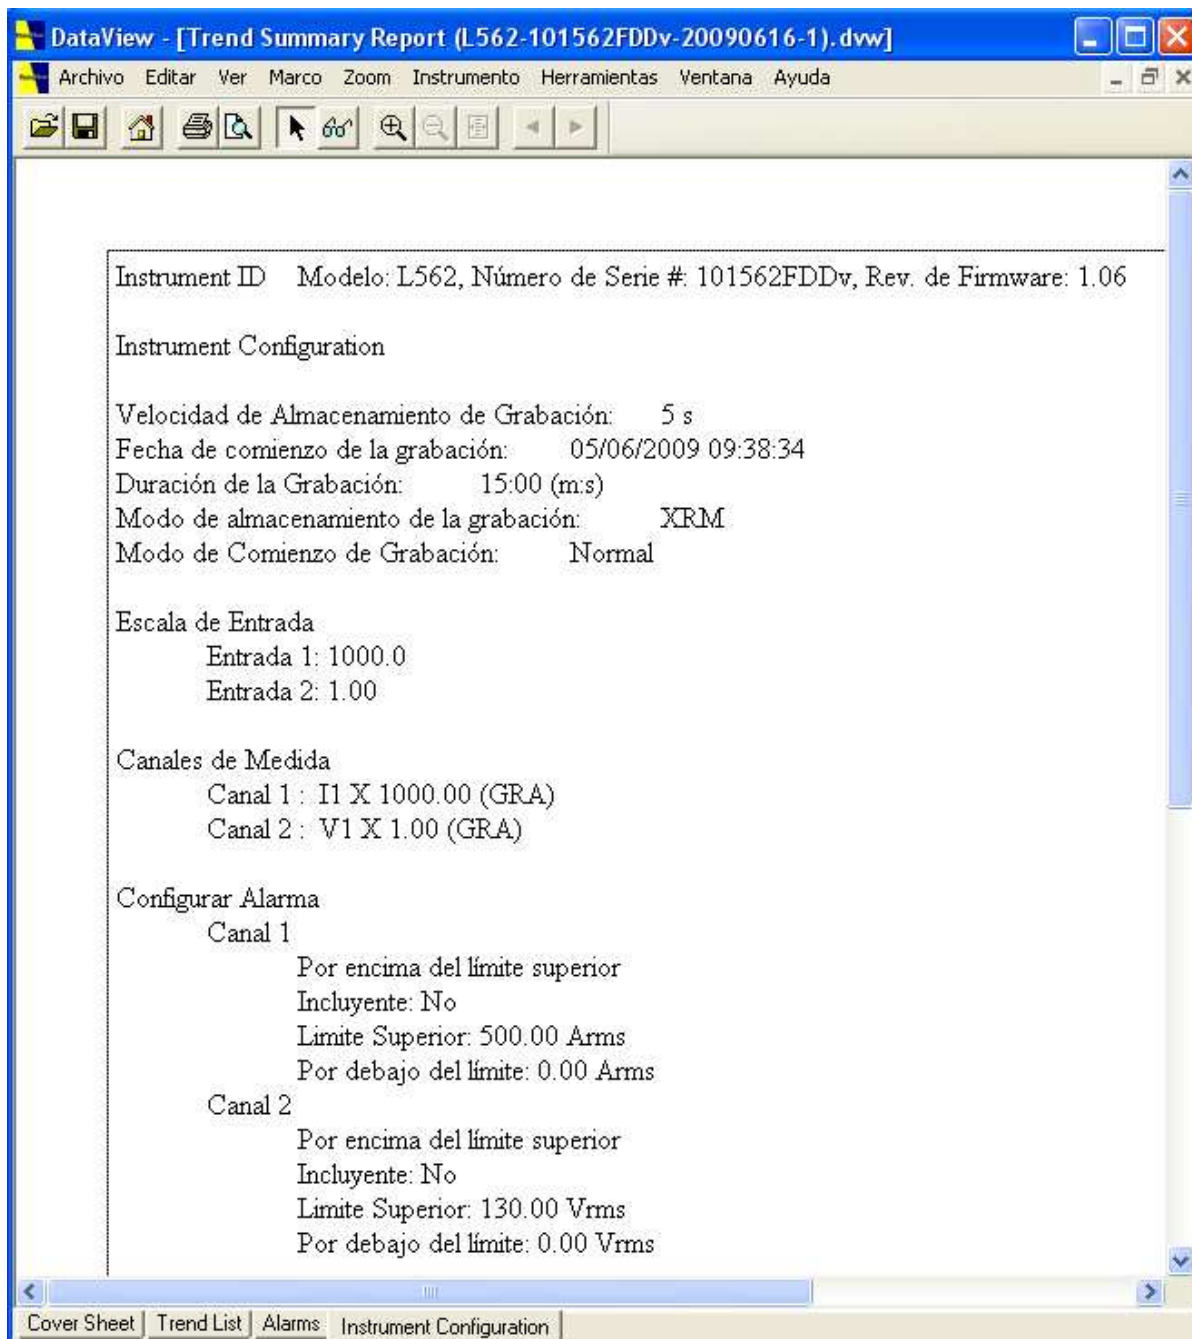 DataView - [Trend Summary Report (L562-101562FDDv-20090616-1).dvw]
Archivo Editar Ver Marco Zoom Instrumento Herramientas Ventana Ayuda
Instrument ID Modelo: L562, Número de Serie #: 101562FDDv, Rev. de Firmware: 1.06
Instrument Configuration
Velocidad de Almacenamiento de Grabación: 5 s
Fecha de comienzo de la grabación: 05/06/2009 09:38:34
Duración de la Grabación: 15:00 (m:s)
Modo de almacenamiento de la grabación: XRM
Modo de Comienzo de Grabación: Normal
Escala de Entrada
Entrada 1: 1000.0
Entrada 2: 1.00
Canales de Medida
Canal 1 : I1 X 1000.00 (GRA)
Canal 2 : V1 X 1.00 (GRA)
Configurar Alarma
Canal 1
Por encima del límite superior
Incluyente: No
Limite Superior: 500.00 Arms
Por debajo del límite: 0.00 Arms
Canal 2
Por encima del límite superior
Incluyente: No
Limite Superior: 130.00 Vrms
Por debajo del límite: 0.00 Vrms
Cover Sheet Trend List Alarms Instrument Configuration